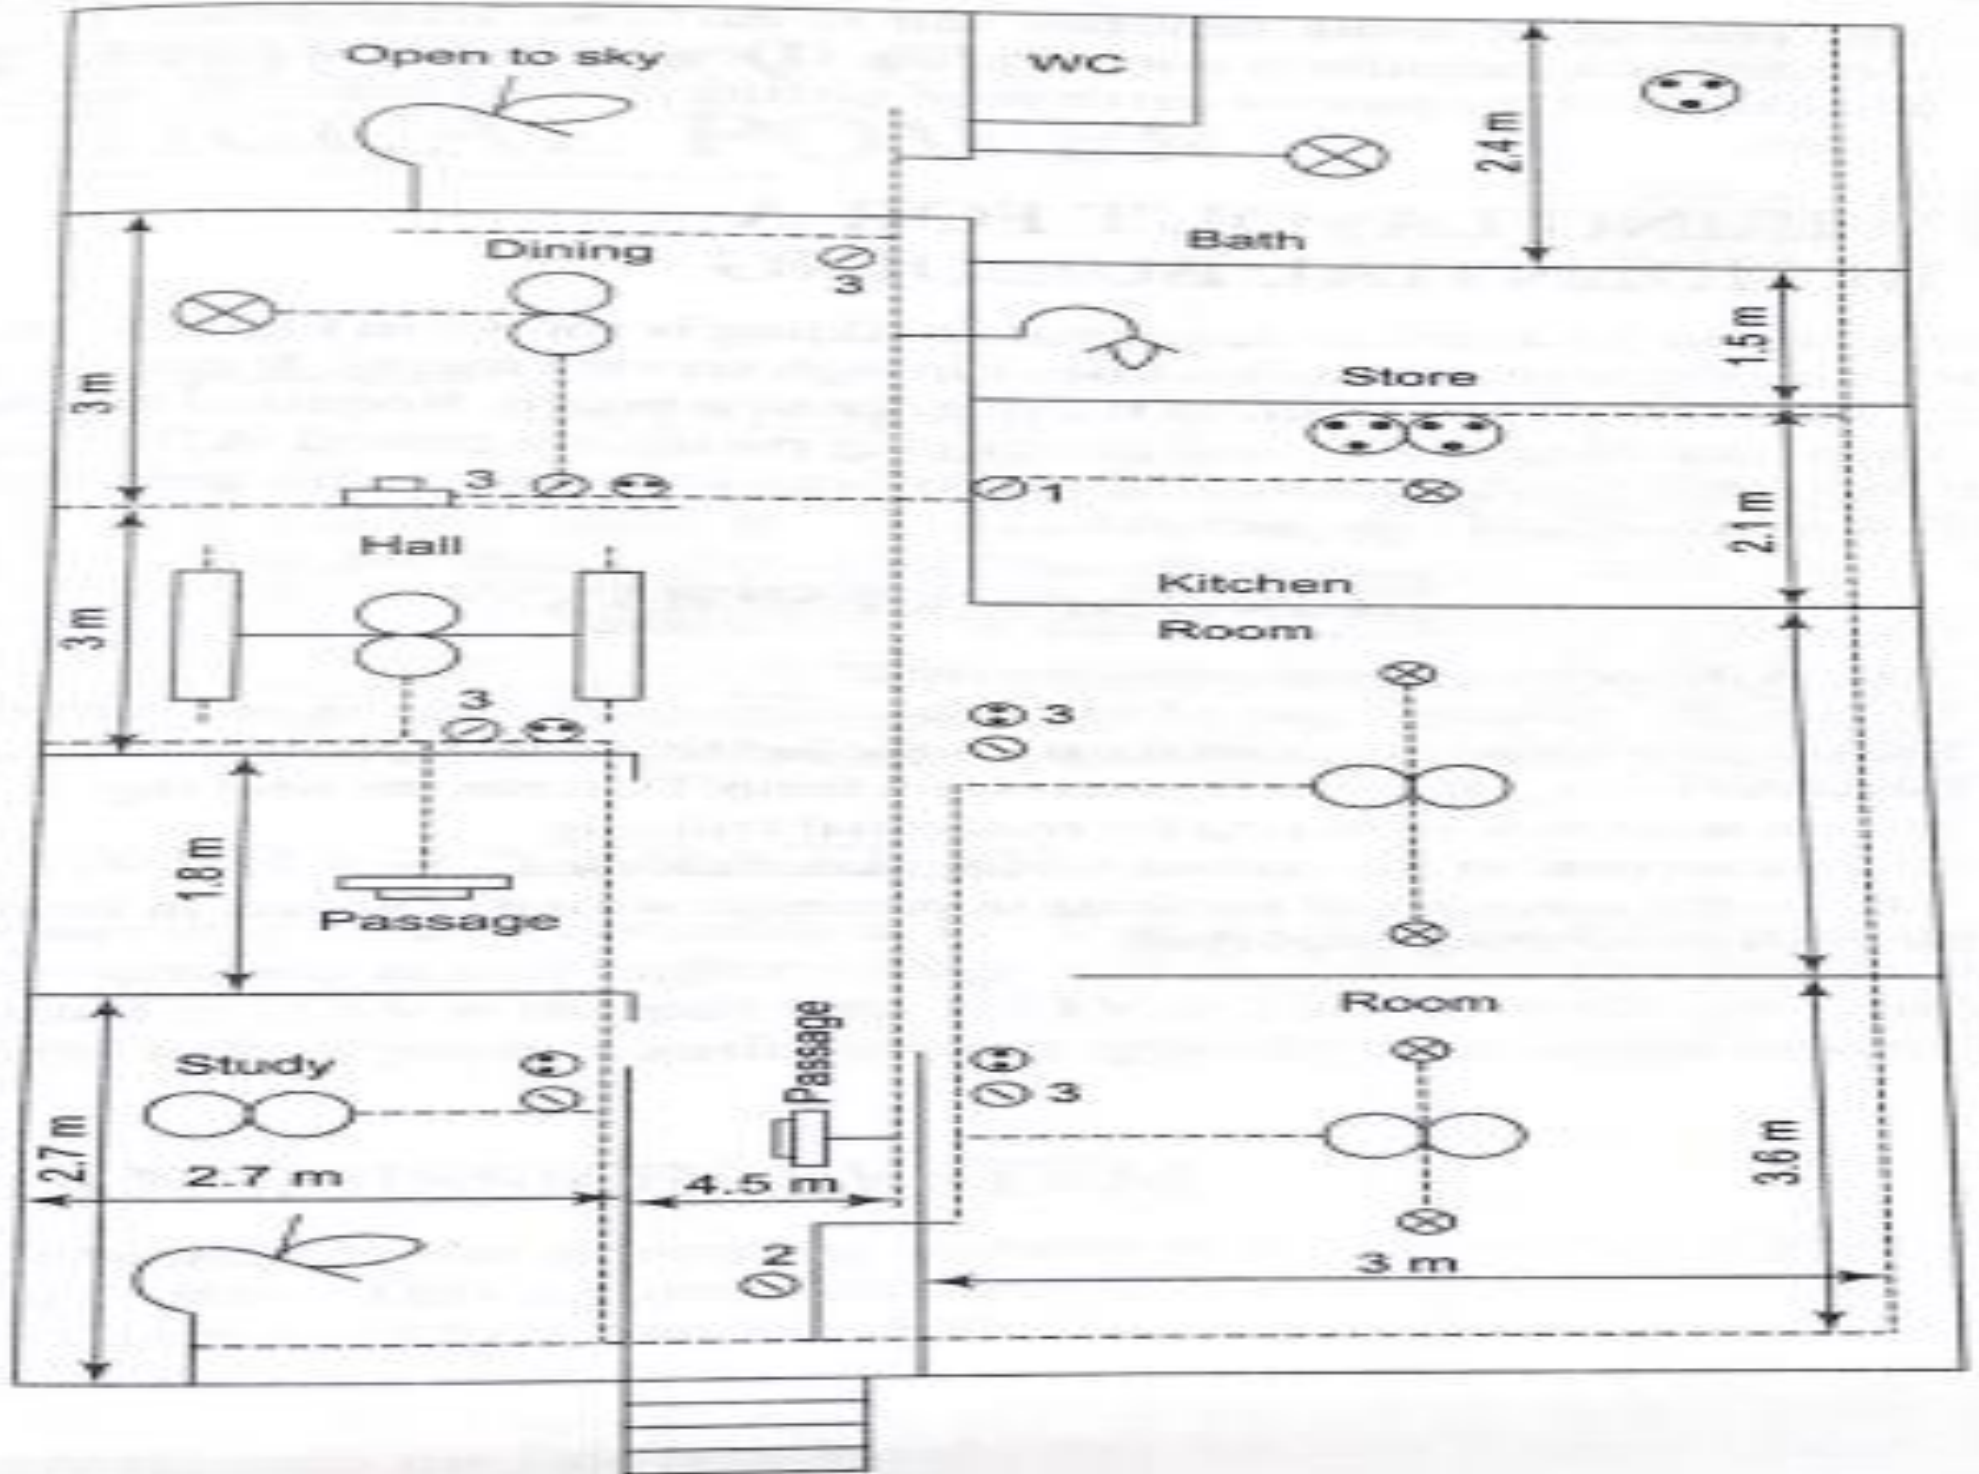 Open to sky
WC
2.4 m
Bath
Dining
3
3 m
1.5 m
Store
3
1
2.1 m
Kitchen
Hall
3 m
3
Room
3
1.8 m
Passage
Room
Study
Passage
3
2.7 m
2.7 m
4.5 m
3.6 m
2
3 m